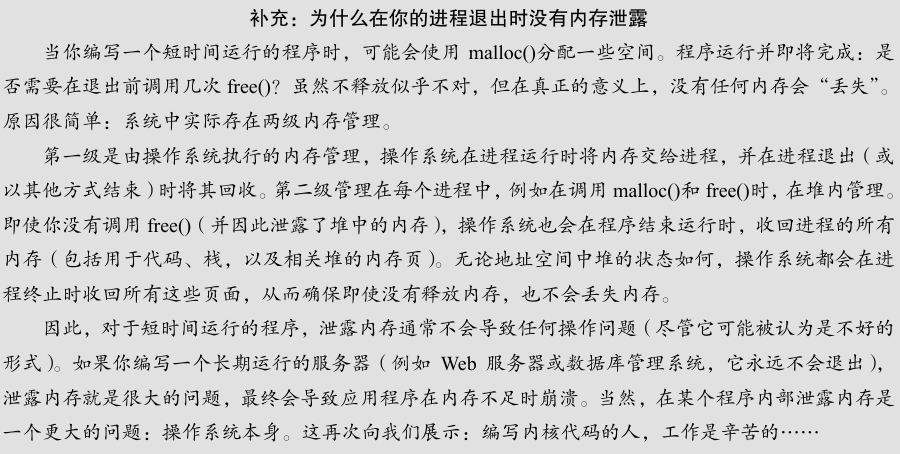 补充：为什么在你的进程退出时没有内存泄露
当你编写一个短时间运行的程序时，可能会使用 malloc()分配一些空间。程序运行并即将完成：是
否需要在退出前调用几次 free()？虽然不释放似乎不对，但在真正的意义上，没有任何内存会“丢失”。
原因很简单：系统中实际存在两级内存管理。
第一级是由操作系统执行的内存管理，操作系统在进程运行时将内存交给进程，并在进程退出（或
以其他方式结束）时将其回收。第二级管理在每个进程中，例如在调用 malloc()和 free()时，在堆内管理。
即使你没有调用 free()（并因此泄露了堆中的内存），操作系统也会在程序结束运行时，收回进程的所有
内存（包括用于代码、栈，以及相关堆的内存页）。无论地址空间中堆的状态如何，操作系统都会在进
程终止时收回所有这些页面，从而确保即使没有释放内存，也不会丢失内存。
因此，对于短时间运行的程序，泄露内存通常不会导致任何操作问题（尽管它可能被认为是不好的
形式）。如果你编写一个长期运行的服务器（例如 Web 服务器或数据库管理系统，它永远不会退出），
泄露内存就是很大的问题，最终会导致应用程序在内存不足时崩溃。当然，在某个程序内部泄露内存是
一个更大的问题：操作系统本身。这再次向我们展示：编写内核代码的人，工作是辛苦的……